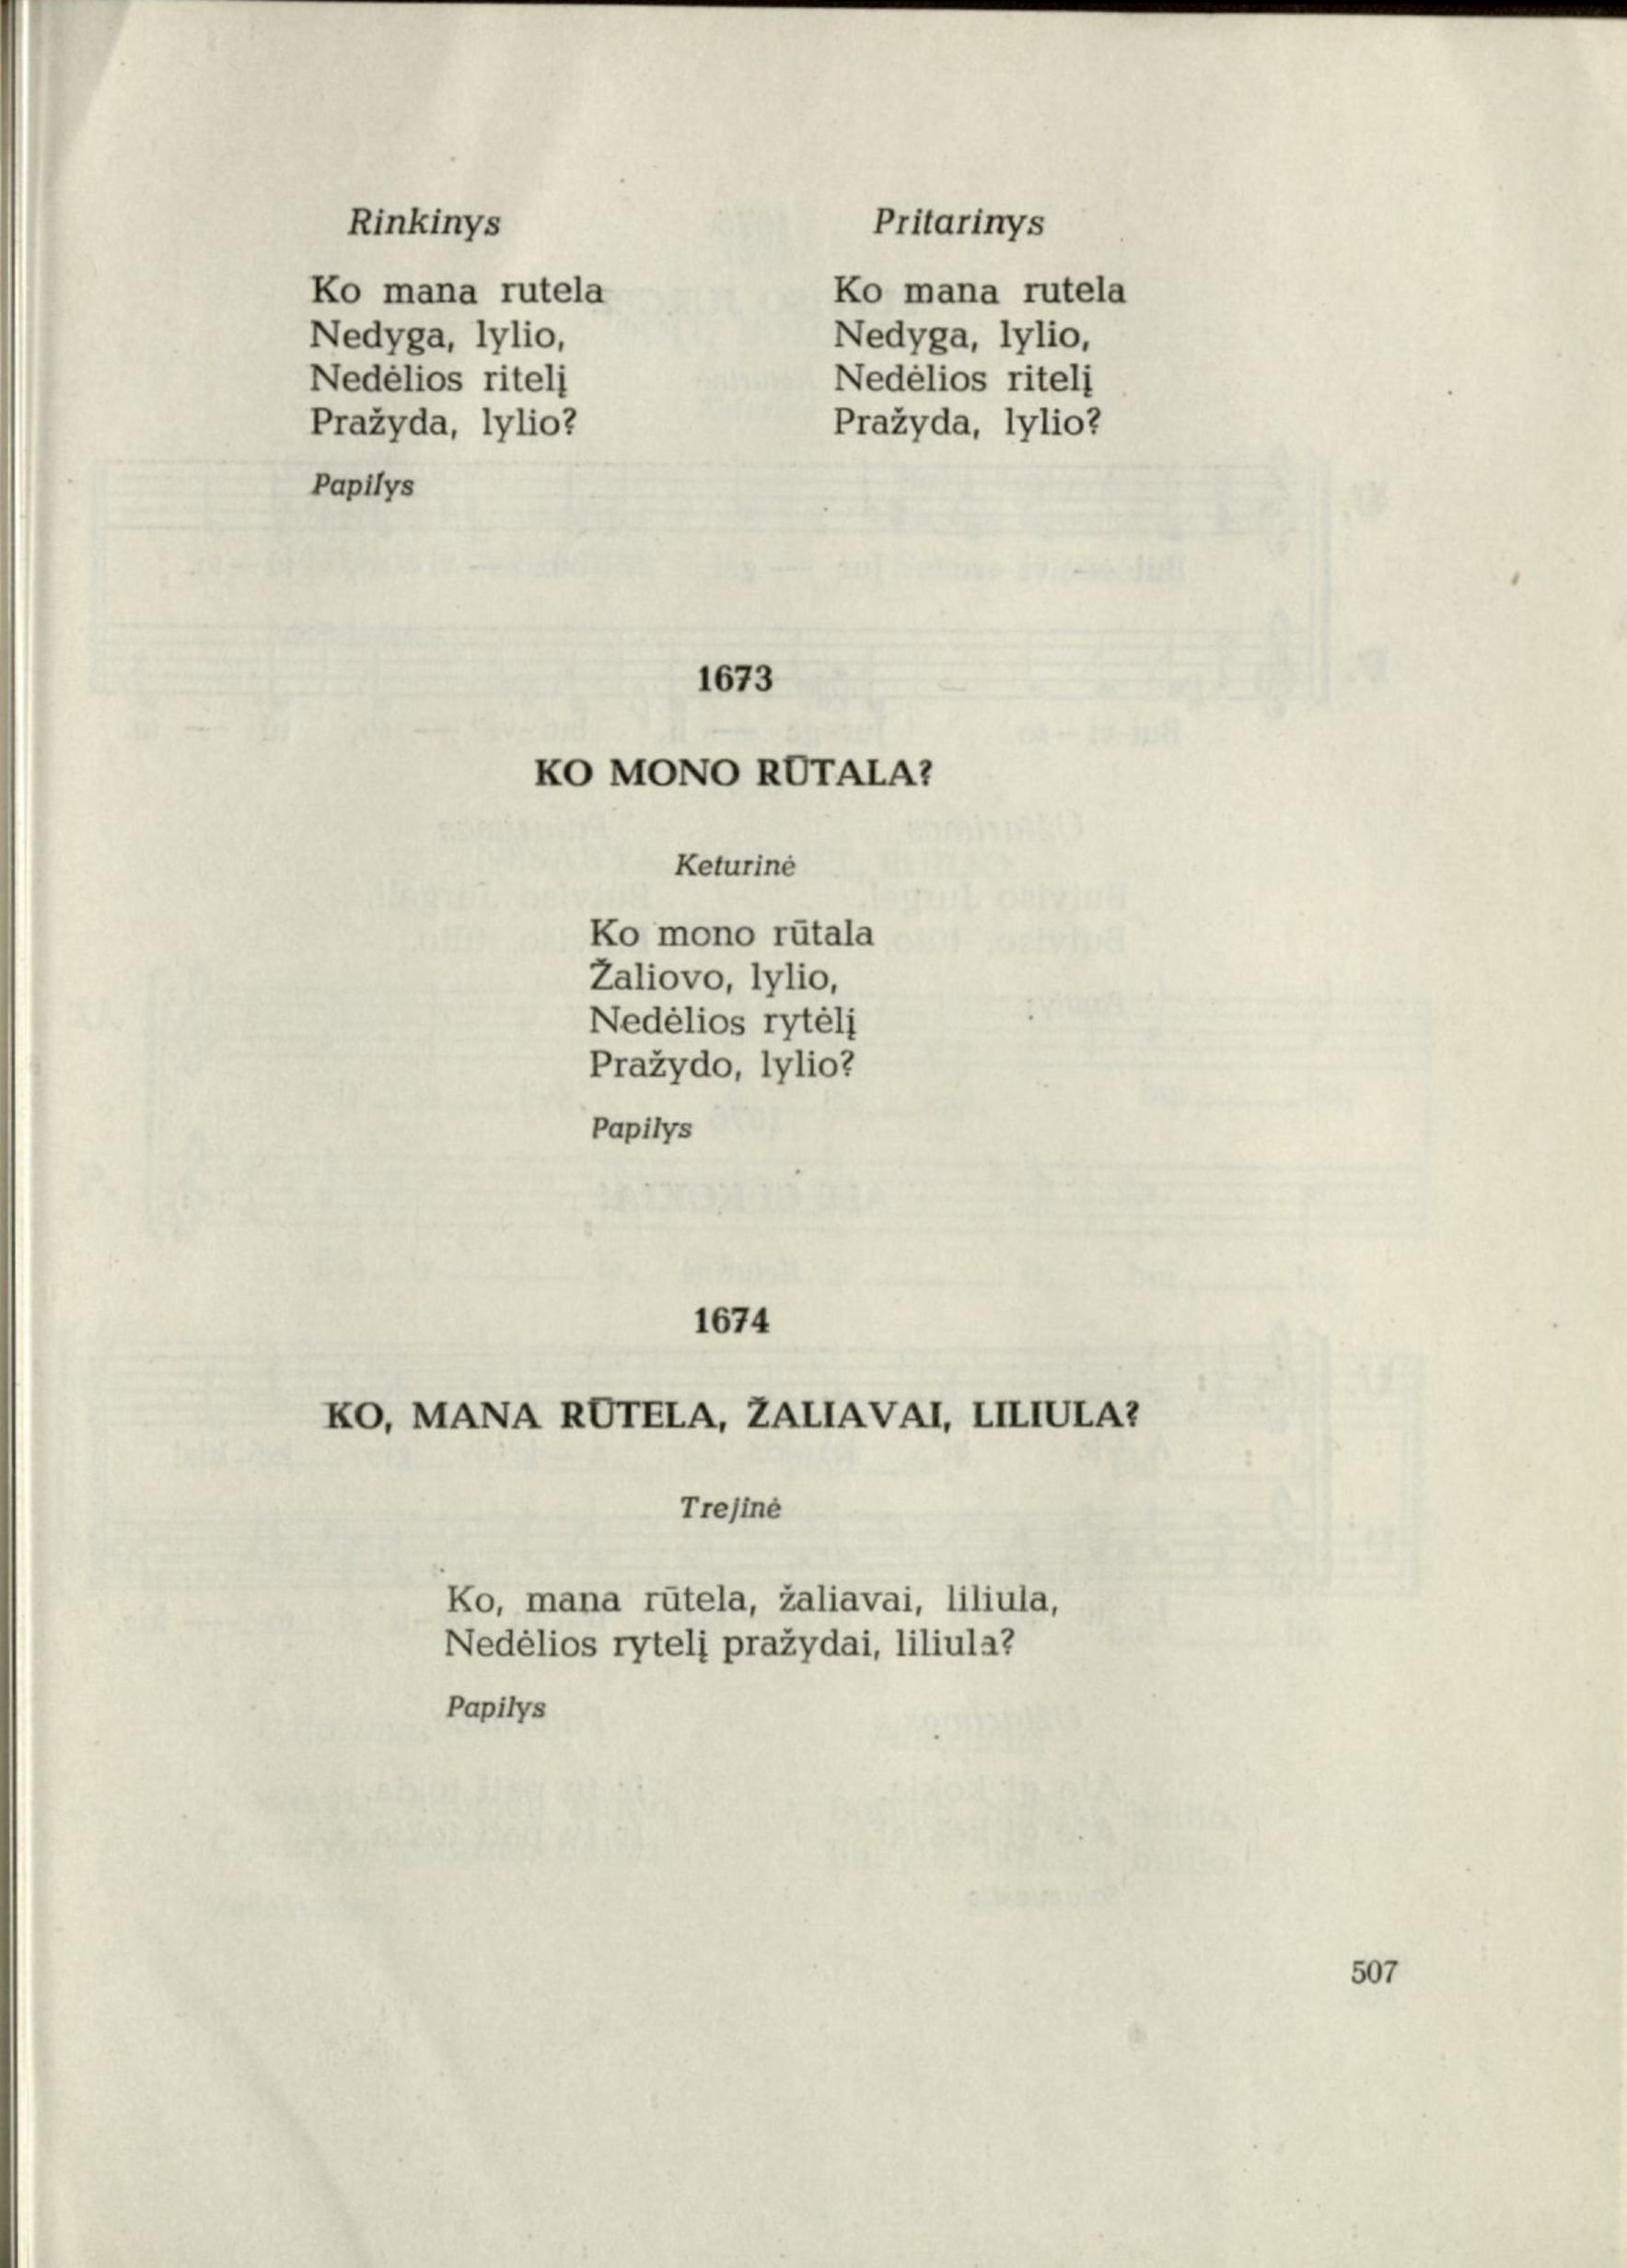 Rinkinys
Ko mana rutela
Nedyga, lylio,
Nedėlios ritelį
Pražyda, lylio?
Papilys
Pritarinys
Ko mana rutela
Nedyga, lylio,
Nedėlios ritelį
Pražyda, lylio?
1673
KO MONO RŪTALA?
Keturinė
Ko mono rūtala
Žaliovo, lylio,
Nedėlios rytėlį
Pražydo, lylio?
Papilys
1674
KO, MANA RŪTELA, ŽALIAVAI, LILIULA?
Trejinė
Ko, mana rūtela, žaliavai, liliula,
Nedėlios rytelį pražydai, liliula?
Papilys
507